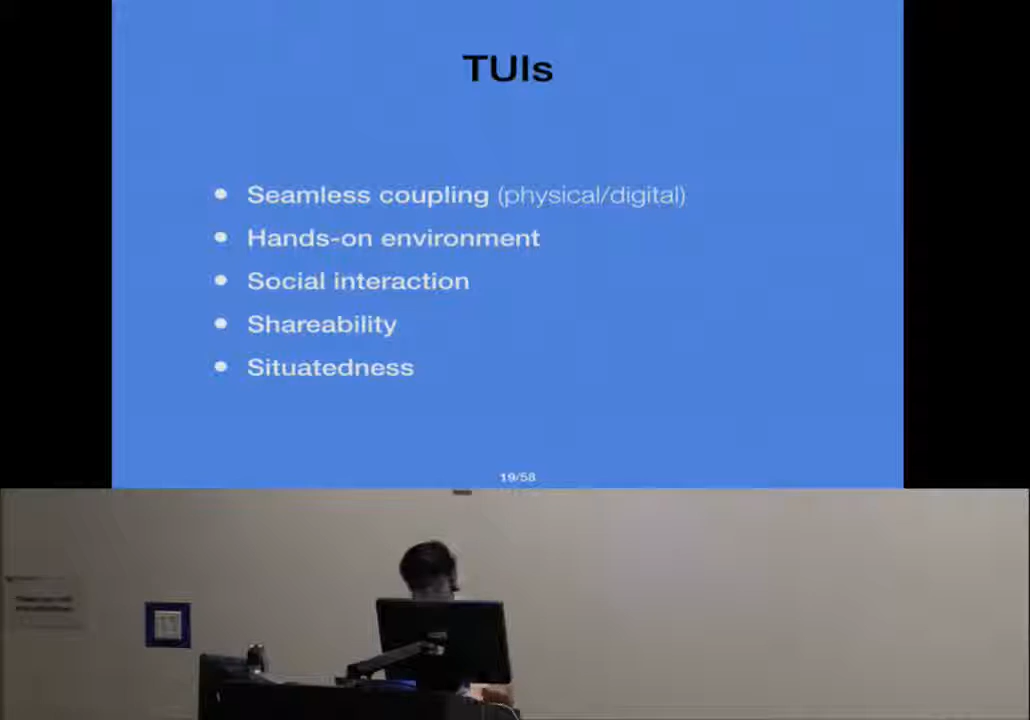 TUIs
• Seamless coupling (physical/digital)
• Hands-on environment
• Social interaction
• Shareability
• Situatedness
19/58